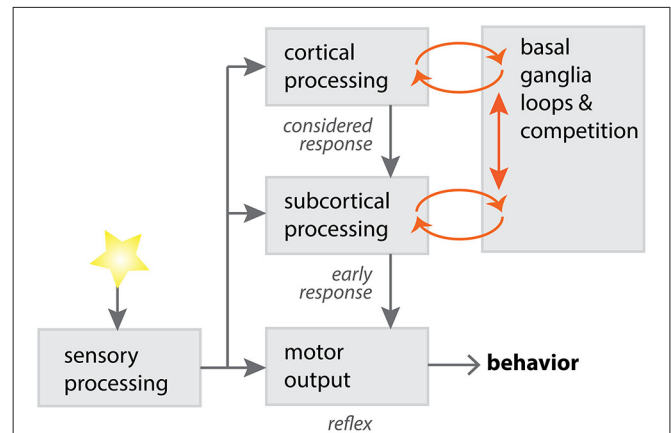 cortical
processing
basal
ganglia
loops &
competition
considered
response
subcortical
processing
early
response
sensory
processing
motor
output
behavior
reflex